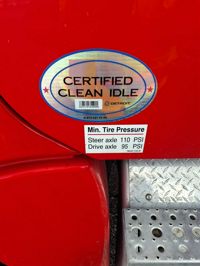 CERTIFIED
CLEAN IDLE
DETROIT
Min. Tire Pressure
Steer axle 110 PSI
Drive axle 95 PSI